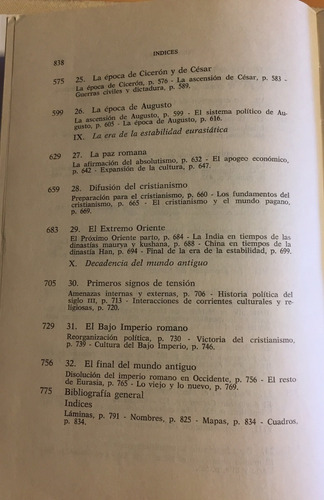 838
INDICES
575 25. La época de Cicerón y de César
La época de Cicerón, p. 576 - La ascensión de César, p. 583 -
Guerras civiles y dictadura, p. 589.
599 26. La época de Augusto
La ascensión de Augusto, p. 599 - El sistema político de Au-
gusto, p. 605 - La época de Augusto, p. 616.
IX. La era de la estabilidad eurasiática
629 27. La paz romana
La afirmación del absolutismo, p. 632 - El apogeo económico,
p. 642 - Expansión de la cultura, p. 647.
659 28. Difusión del cristianismo
Preparación para el cristianismo, p. 660 - Los fundamentos del
cristianismo, p. 665 - El cristianismo y el mundo pagano,
p. 669.
683 29. El Extremo Oriente
El Próximo Oriente parto, p. 684 - La India en tiempos de las
dinastías maurya y kushana, p. 688 - China en tiempos de la
dinastía Han, p. 694 - Final de la era de la estabilidad, p. 699.
X. Decadencia del mundo antiguo
705 30. Primeros signos de tensión
Amenazas internas y externas, p. 706 - Historia política del
siglo III, p. 713 - Interacciones de corrientes culturales y re-
ligiosas, p. 720.
729 31. El Bajo Imperio romano
Reorganización política, p. 730 - Victoria del cristianismo,
p. 739 - Cultura del Bajo Imperio, p. 746.
756 32. El final del mundo antiguo
Disolución del imperio romano en Occidente, p. 756 - El resto
de Eurasia, p. 765 - Lo viejo y lo nuevo, p. 769.
775 Bibliografía general
Indices
Láminas, p. 791 - Nombres, p. 825 - Mapas, p. 834 - Cuadros,
p. 834.